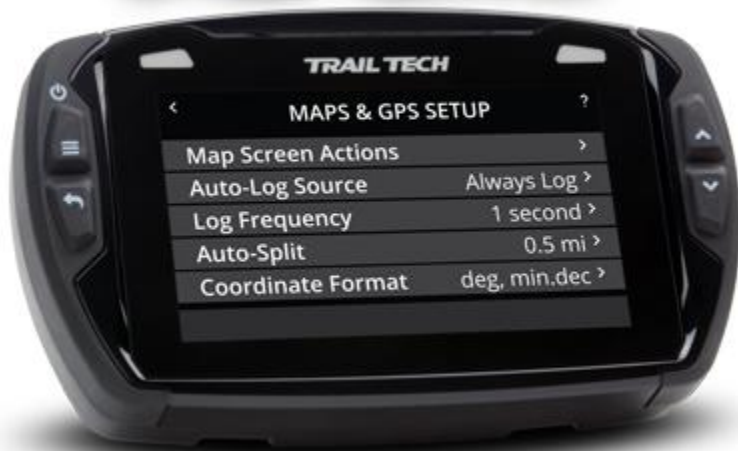 TRAIL TECH
< MAPS & GPS SETUP ?
Map Screen Actions >
Auto-Log Source Always Log >
Log Frequency 1 second >
Auto-Split 0.5 mi >
Coordinate Format deg, min.dec >